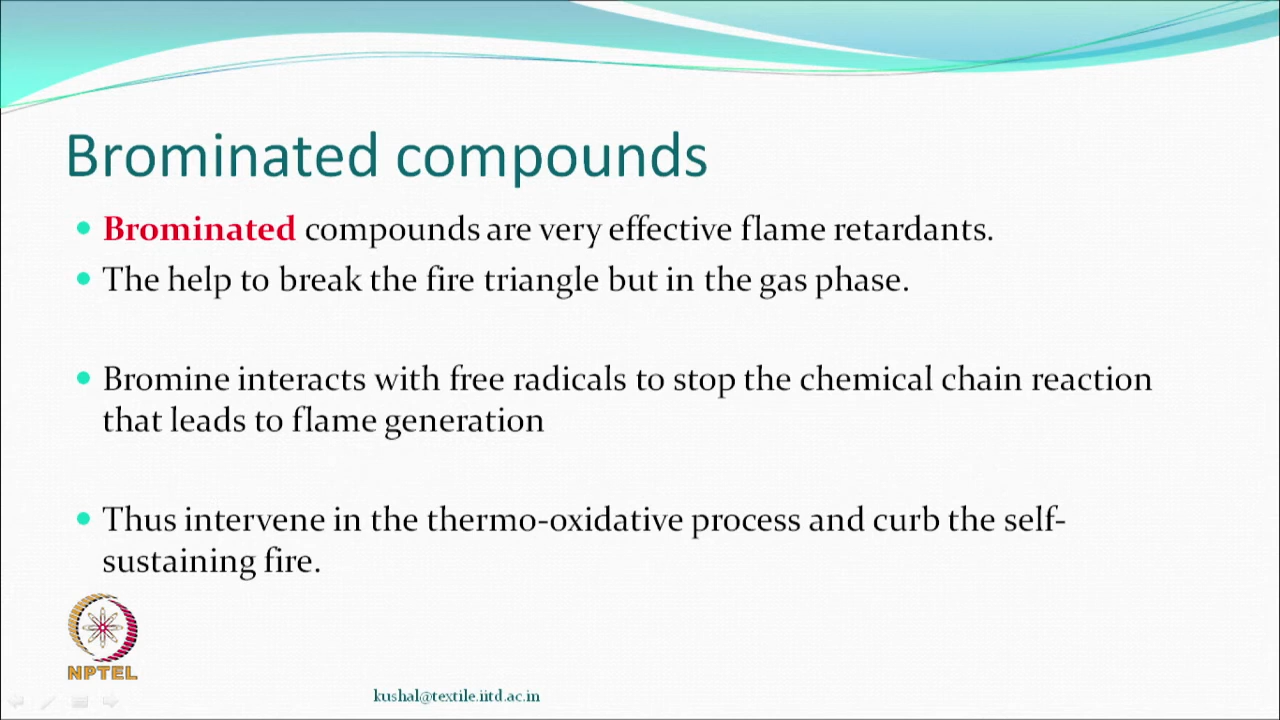 Brominated compounds
Brominated compounds are very effective flame retardants.
The help to break the fire triangle but in the gas phase.
Bromine interacts with free radicals to stop the chemical chain reaction
that leads to flame generation
Thus intervene in the thermo-oxidative process and curb the self-
sustaining fire.
NPTEL
kushal@textile.iitd.ac.in